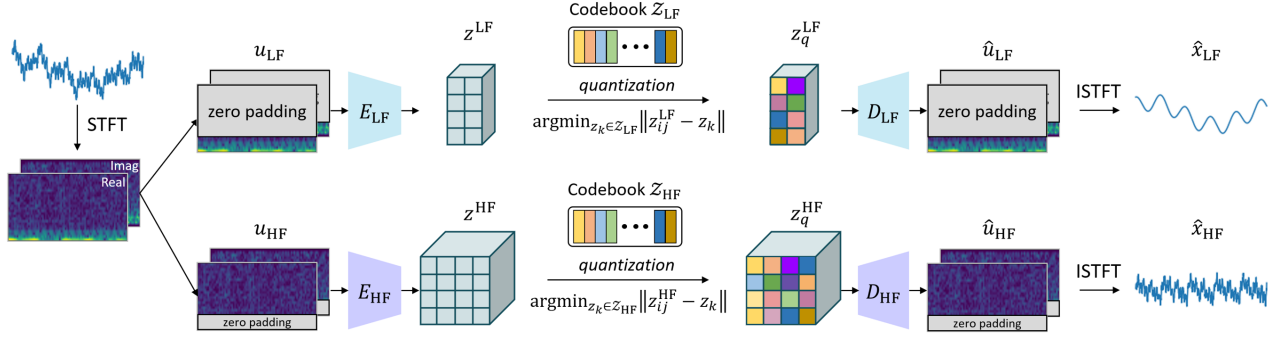 STFT
Imag
Real
u_LF
zero padding
E_LF
z^LF
Codebook 𝒵_LF
quantization
argmin_{z_k∈𝒵_LF}‖z_ij^LF − z_k‖
z_q^LF
D_LF
û_LF
zero padding
ISTFT
x̂_LF
u_HF
zero padding
E_HF
z^HF
Codebook 𝒵_HF
quantization
argmin_{z_k∈𝒵_HF}‖z_ij^HF − z_k‖
z_q^HF
D_HF
û_HF
zero padding
ISTFT
x̂_HF